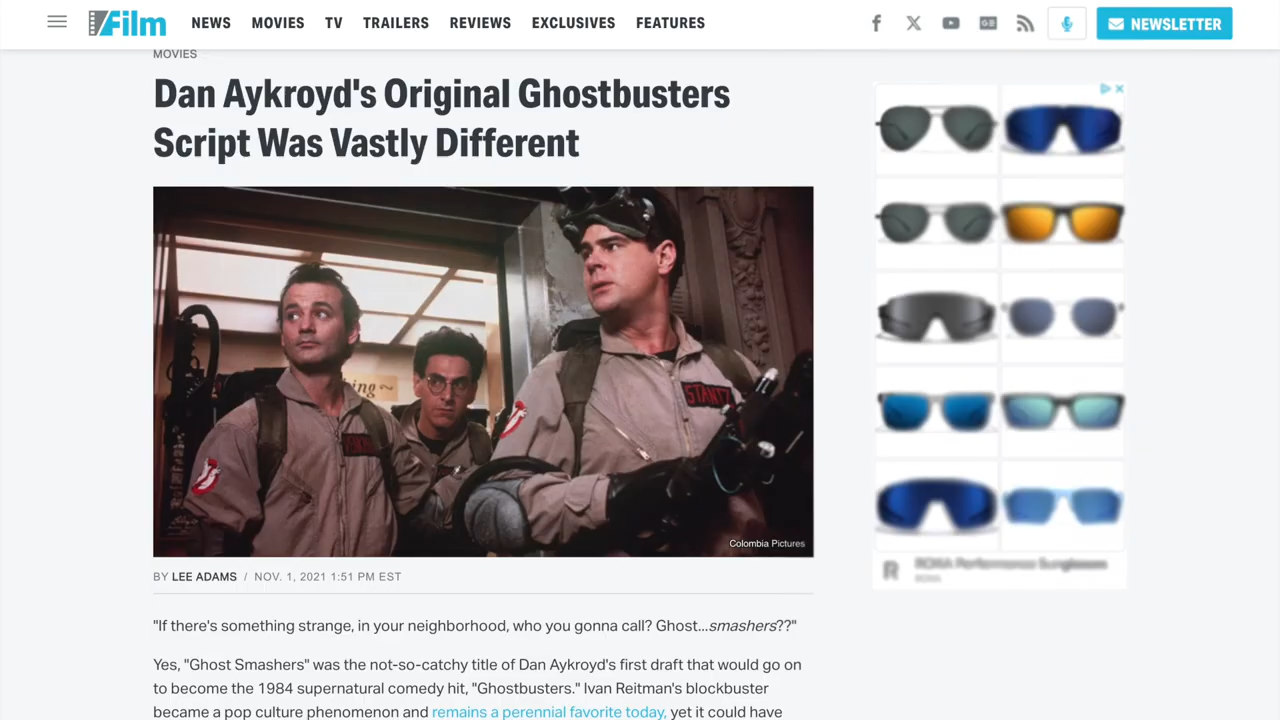 /Film
NEWS MOVIES TV TRAILERS REVIEWS EXCLUSIVES FEATURES
NEWSLETTER
MOVIES
Dan Aykroyd's Original Ghostbusters
Script Was Vastly Different
STANTZ
Colombia Pictures
BY LEE ADAMS / NOV. 1, 2021 1:51 PM EST
"If there's something strange, in your neighborhood, who you gonna call? Ghost...smashers??"
Yes, "Ghost Smashers" was the not-so-catchy title of Dan Aykroyd's first draft that would go on
to become the 1984 supernatural comedy hit, "Ghostbusters." Ivan Reitman's blockbuster
became a pop culture phenomenon and remains a perennial favorite today, yet it could have
R
ROKA Performance Sunglasses
ROKA